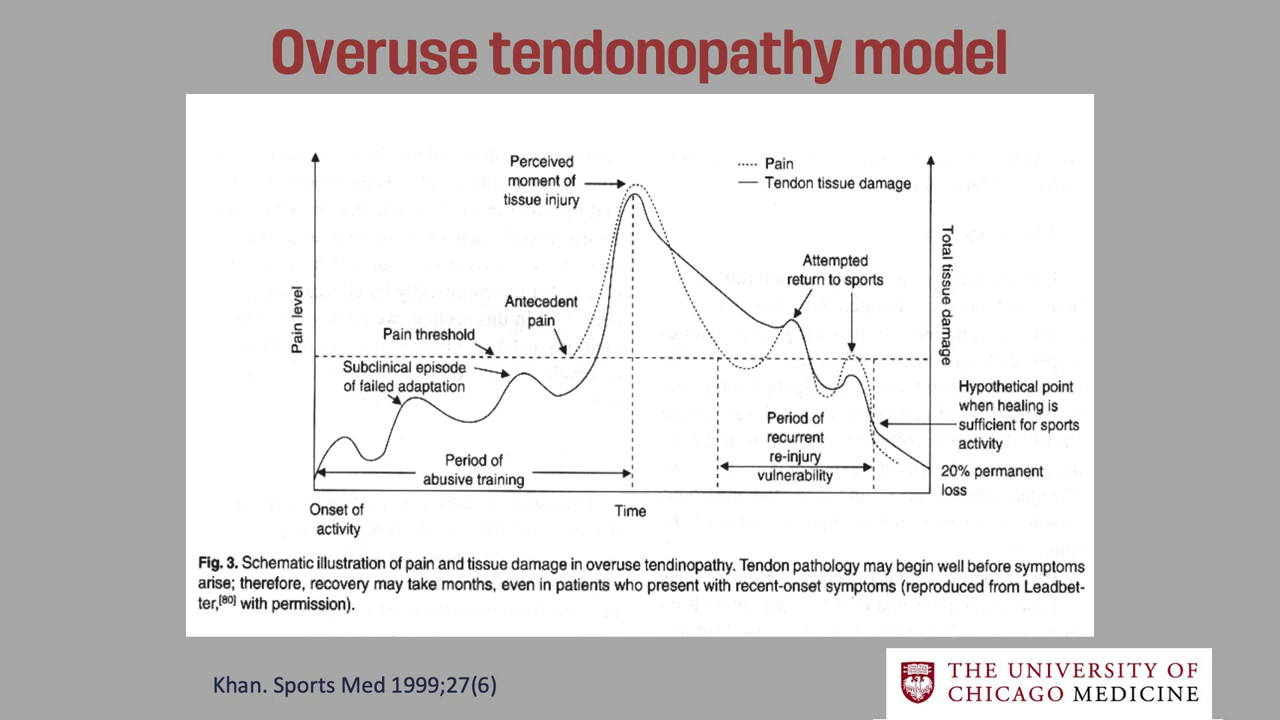 Overuse tendonopathy model
Perceived
moment of
tissue injury
Pain
Tendon tissue damage
Attempted
return to sports
Antecedent
pain
Pain threshold
Subclinical episode
of failed adaptation
Pain level
Total tissue damage
Hypothetical point
when healing is
sufficient for sports
activity
Period of
recurrent
re-injury
vulnerability
Period of
abusive training
20% permanent
loss
Onset of
activity
Time
Fig. 3. Schematic illustration of pain and tissue damage in overuse tendinopathy. Tendon pathology may begin well before symptoms
arise; therefore, recovery may take months, even in patients who present with recent-onset symptoms (reproduced from Leadbet-
ter,[80] with permission).
Khan. Sports Med 1999;27(6)
THE UNIVERSITY OF
CHICAGO MEDICINE